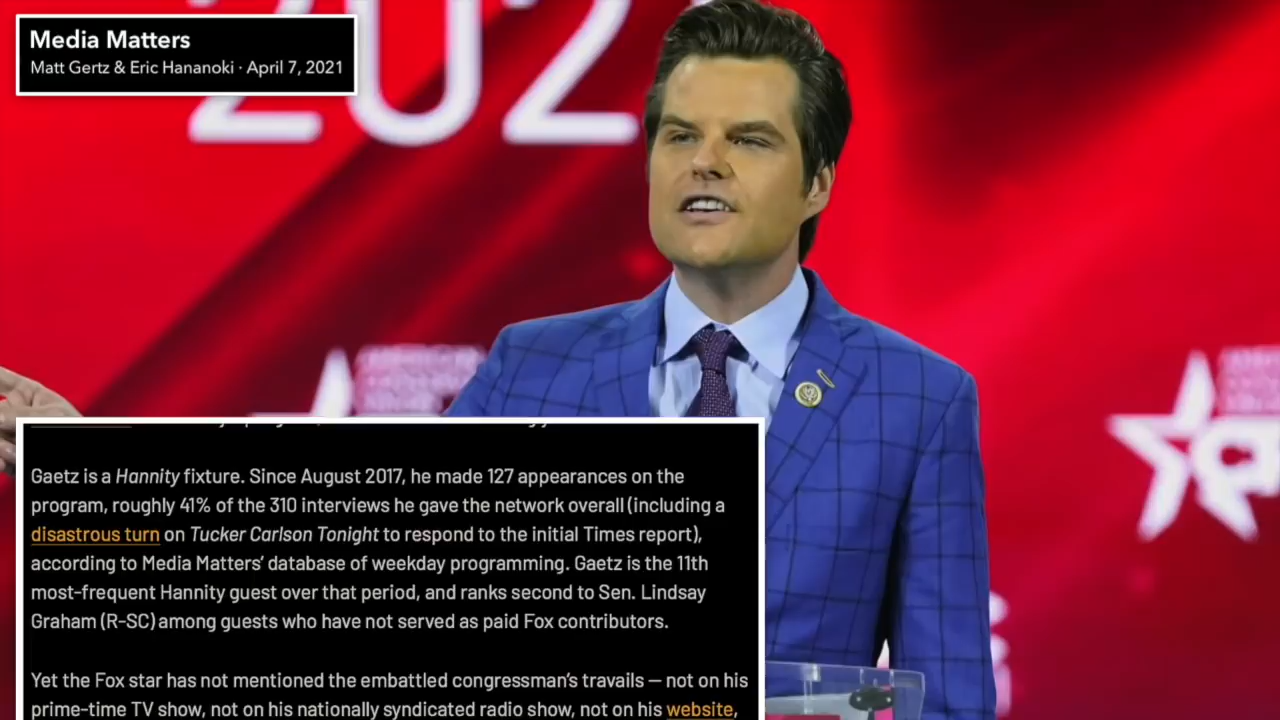 2021
Media Matters
Matt Gertz & Eric Hananoki · April 7, 2021
Gaetz is a Hannity fixture. Since August 2017, he made 127 appearances on the
program, roughly 41% of the 310 interviews he gave the network overall (including a
disastrous turn on Tucker Carlson Tonight to respond to the initial Times report),
according to Media Matters' database of weekday programming. Gaetz is the 11th
most-frequent Hannity guest over that period, and ranks second to Sen. Lindsay
Graham (R-SC) among guests who have not served as paid Fox contributors.
Yet the Fox star has not mentioned the embattled congressman's travails — not on his
prime-time TV show, not on his nationally syndicated radio show, not on his website,